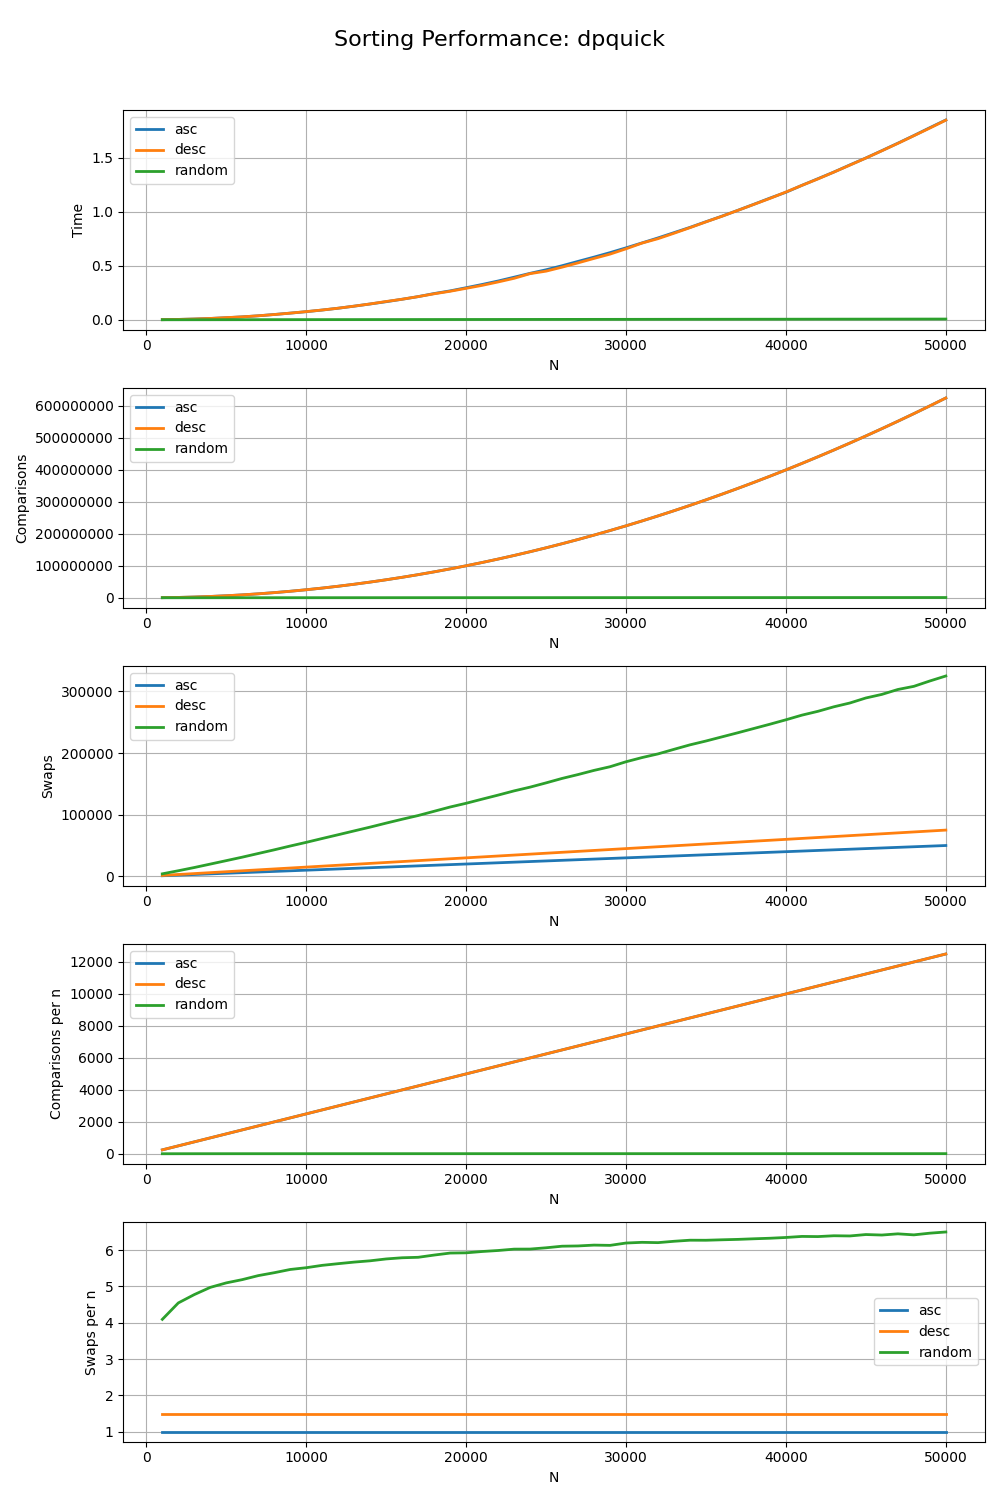 Sorting Performance: dpquick
asc
desc
random
1.5
1.0
0.5
0.0
Time
0 10000 20000 30000 40000 50000
N
asc
desc
random
600000000
500000000
400000000
300000000
200000000
100000000
0
Comparisons
0 10000 20000 30000 40000 50000
N
asc
desc
random
300000
200000
100000
0
Swaps
0 10000 20000 30000 40000 50000
N
asc
desc
random
12000
10000
8000
6000
4000
2000
0
Comparisons per n
0 10000 20000 30000 40000 50000
N
6
5
4
3
2
1
Swaps per n
asc
desc
random
0 10000 20000 30000 40000 50000
N